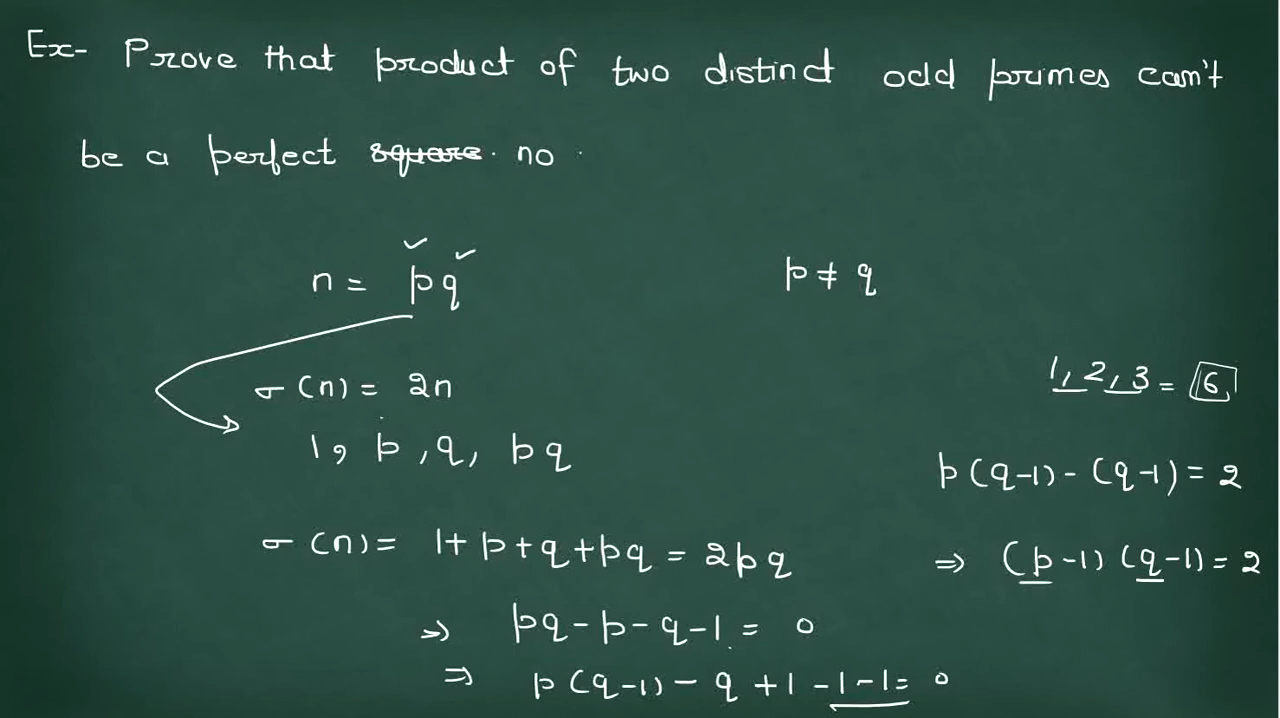 Ex- Prove that product of two distinct odd primes can't
be a perfect square. no.
n = pq
p ≠ q
σ(n) = 2n
1, p, q, pq
σ(n) = 1+p+q+pq = 2pq
⇒ pq-p-q-1 = 0
⇒ p(q-1)-q+1-1-1=0
1,2,3 = 6
p(q-1)-(q-1)=2
⇒ (p-1)(q-1)=2